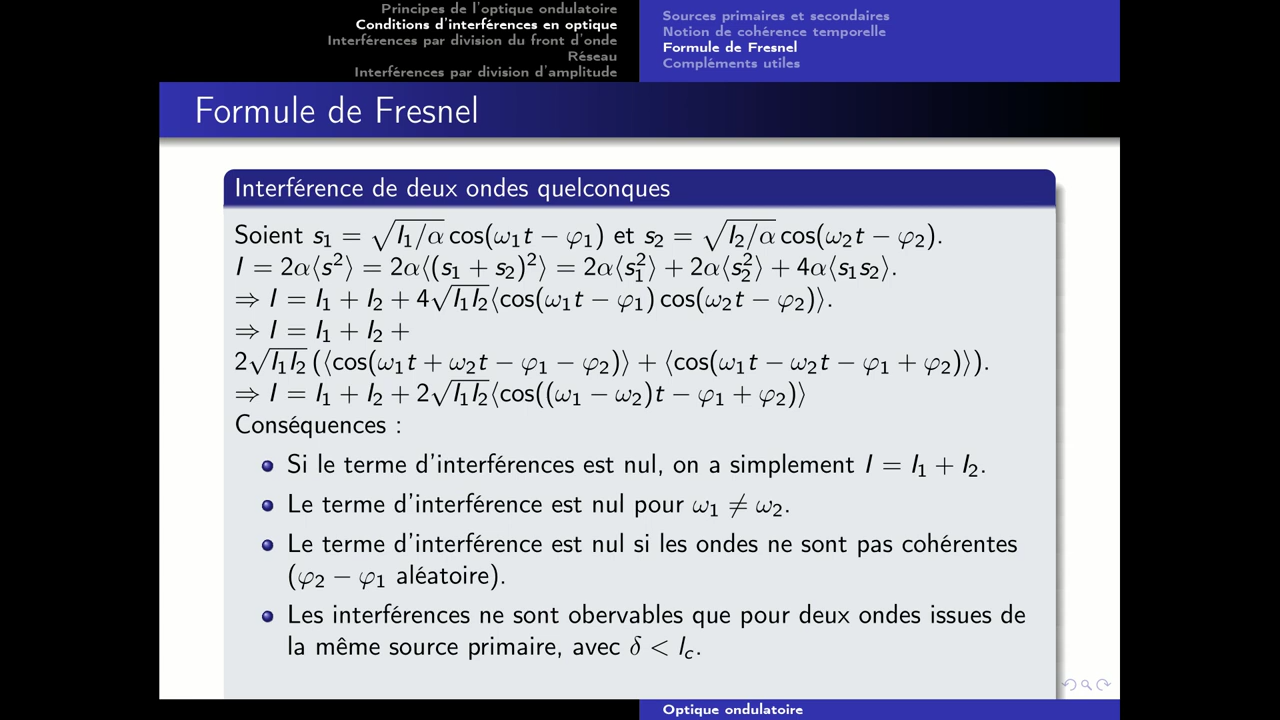 Principes de l'optique ondulatoire
Conditions d'interférences en optique
Interférences par division du front d'onde
Réseau
Interférences par division d'amplitude
Sources primaires et secondaires
Notion de cohérence temporelle
Formule de Fresnel
Compléments utiles
Formule de Fresnel
Interférence de deux ondes quelconques
Soient s₁ = √(I₁/α) cos(ω₁t − φ₁) et s₂ = √(I₂/α) cos(ω₂t − φ₂).
I = 2α⟨s²⟩ = 2α⟨(s₁ + s₂)²⟩ = 2α⟨s₁²⟩ + 2α⟨s₂²⟩ + 4α⟨s₁s₂⟩.
⇒ I = I₁ + I₂ + 4√(I₁I₂)⟨cos(ω₁t − φ₁) cos(ω₂t − φ₂)⟩.
⇒ I = I₁ + I₂ +
2√(I₁I₂) (⟨cos(ω₁t + ω₂t − φ₁ − φ₂)⟩ + ⟨cos(ω₁t − ω₂t − φ₁ + φ₂)⟩).
⇒ I = I₁ + I₂ + 2√(I₁I₂)⟨cos((ω₁ − ω₂)t − φ₁ + φ₂)⟩
Conséquences :
Si le terme d'interférences est nul, on a simplement I = I₁ + I₂.
Le terme d'interférence est nul pour ω₁ ≠ ω₂.
Le terme d'interférence est nul si les ondes ne sont pas cohérentes
(φ₂ − φ₁ aléatoire).
Les interférences ne sont obervables que pour deux ondes issues de
la même source primaire, avec δ < l_c.
Optique ondulatoire